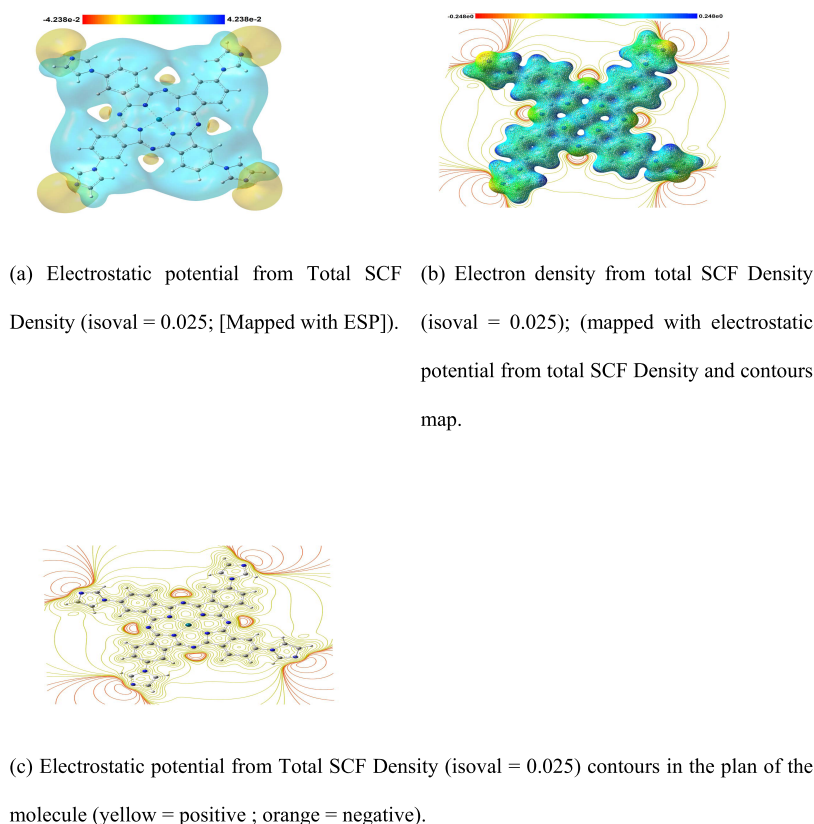 -4.238e-2 4.238e-2
-0.248e0 0.248e0
(a) Electrostatic potential from Total SCF
Density (isoval = 0.025; [Mapped with ESP]).
(b) Electron density from total SCF Density
(isoval = 0.025); (mapped with electrostatic
potential from total SCF Density and contours
map.
(c) Electrostatic potential from Total SCF Density (isoval = 0.025) contours in the plan of the
molecule (yellow = positive ; orange = negative).